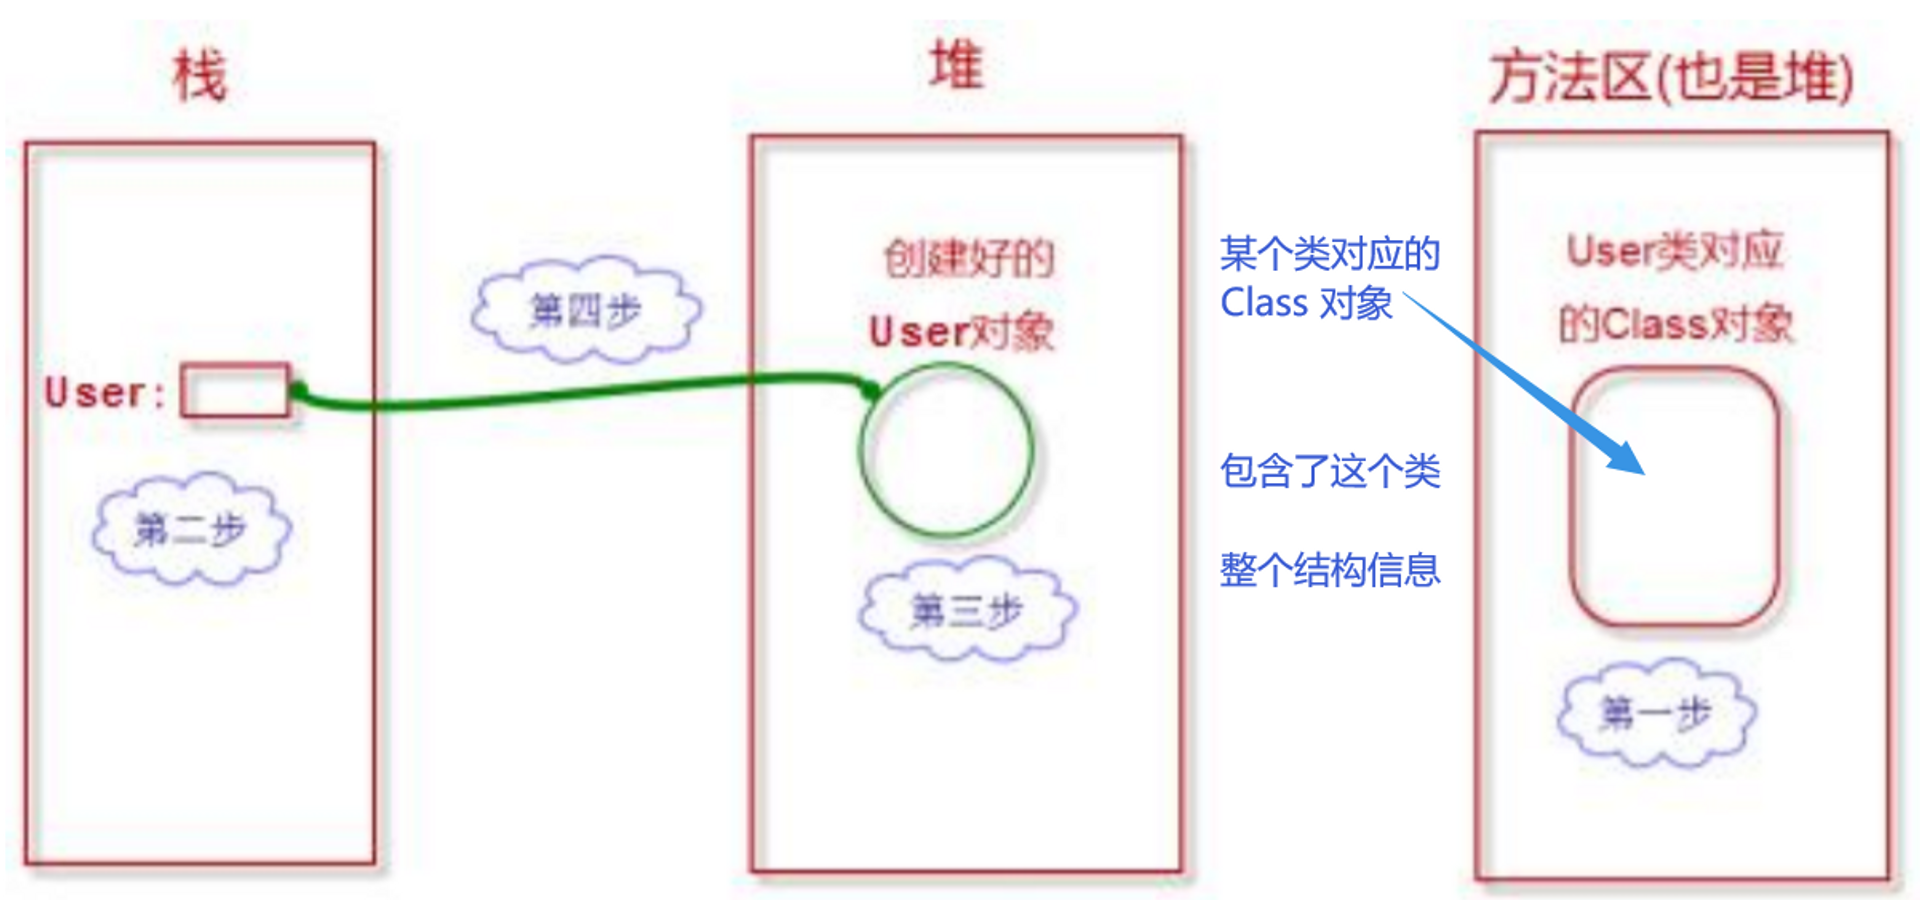 栈
堆
方法区(也是堆)
User:
第二步
第四步
创建好的
User对象
第三步
某个类对应的
Class 对象
包含了这个类
整个结构信息
User类对应
的Class对象
第一步